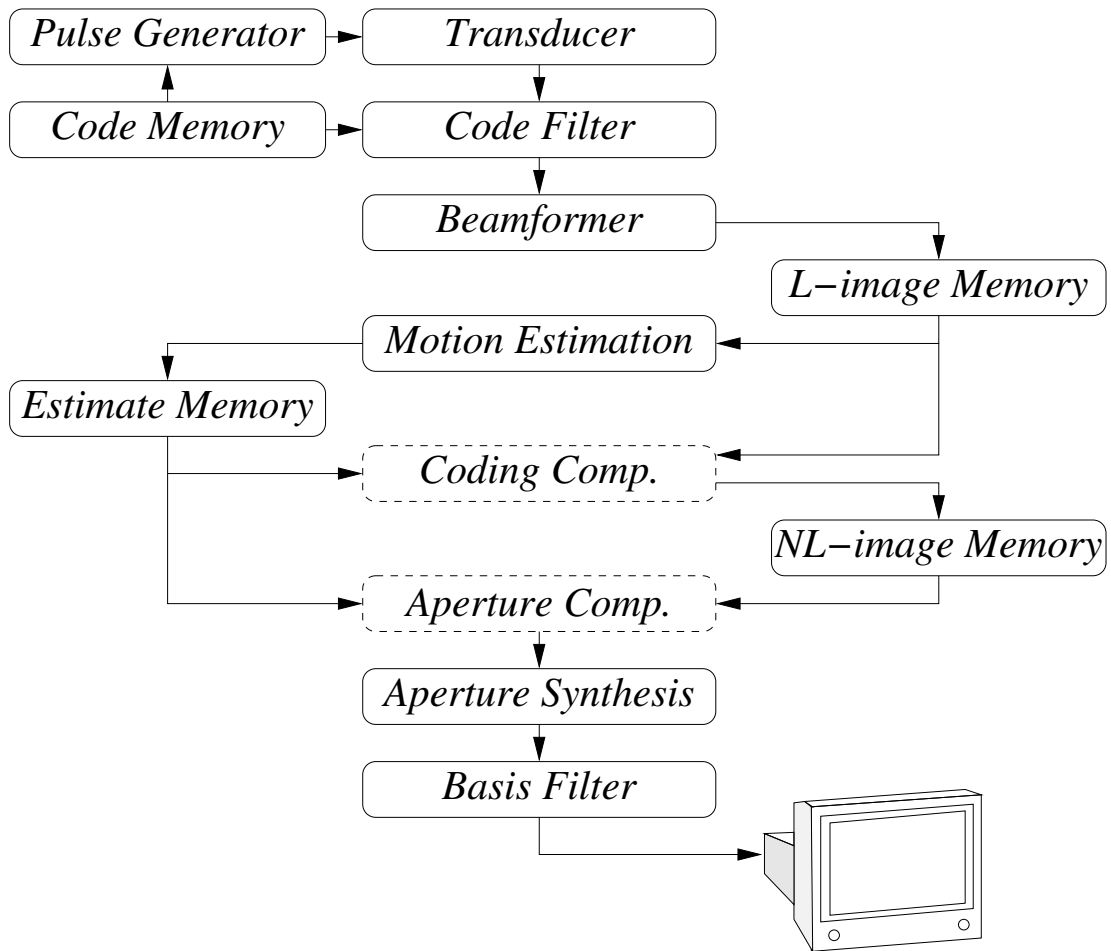 Pulse Generator
Transducer
Code Memory
Code Filter
Beamformer
L−image Memory
Motion Estimation
Estimate Memory
Coding Comp.
NL−image Memory
Aperture Comp.
Aperture Synthesis
Basis Filter